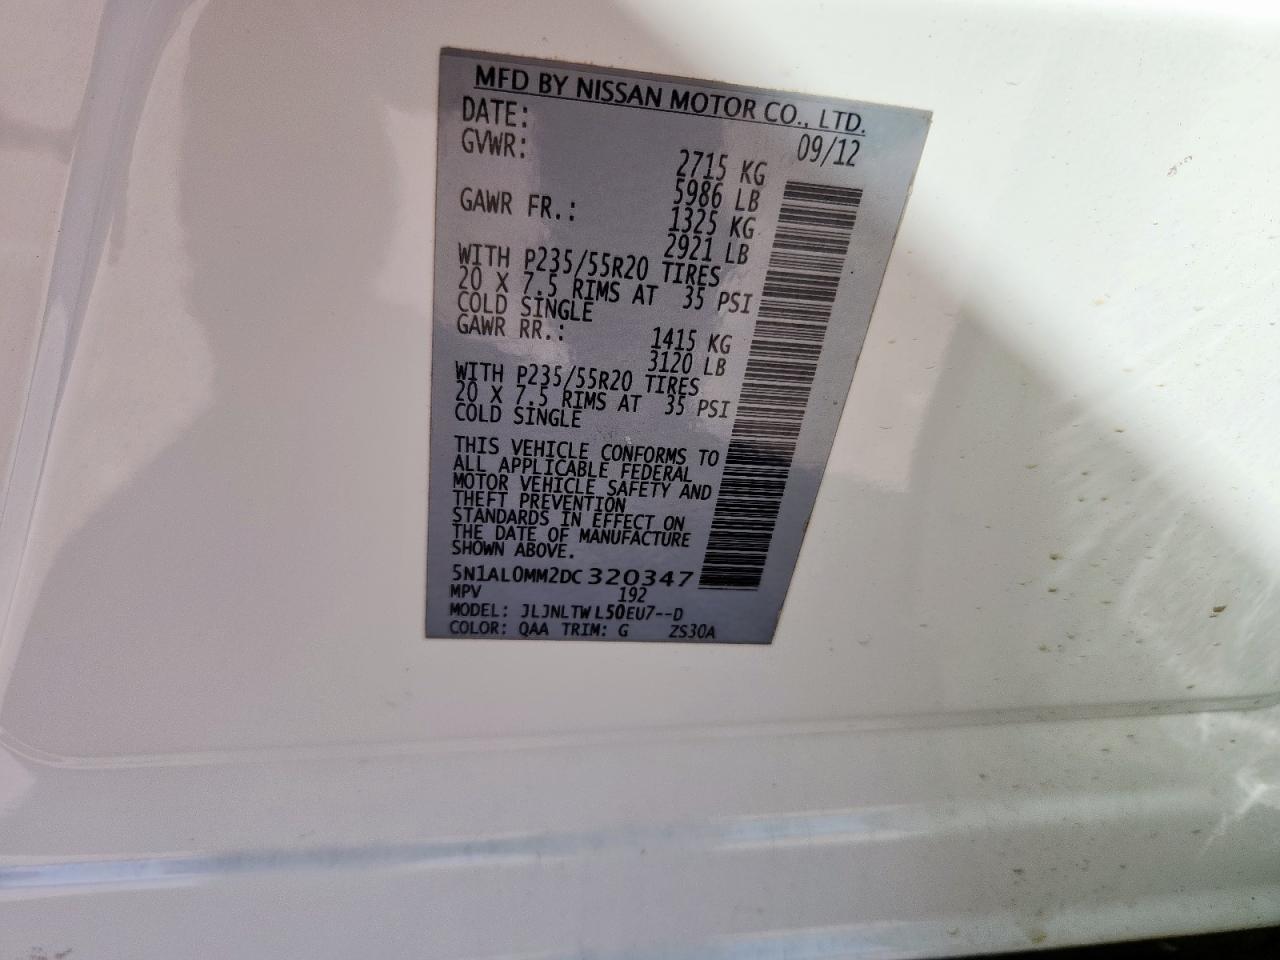 MFD BY NISSAN MOTOR CO., LTD.
DATE: 09/12
GVWR: 2715 KG
5986 LB
GAWR FR.: 1325 KG
2921 LB
WITH P235/55R20 TIRES
20 X 7.5 RIMS AT 35 PSI
COLD SINGLE
GAWR RR.: 1415 KG
3120 LB
WITH P235/55R20 TIRES
20 X 7.5 RIMS AT 35 PSI
COLD SINGLE
THIS VEHICLE CONFORMS TO
ALL APPLICABLE FEDERAL
MOTOR VEHICLE SAFETY AND
THEFT PREVENTION
STANDARDS IN EFFECT ON
THE DATE OF MANUFACTURE
SHOWN ABOVE.
5N1AL0MM2DC320347
MPV 192
MODEL: JLJNLTWL50EU7--D
COLOR: QAA TRIM: G ZS30A